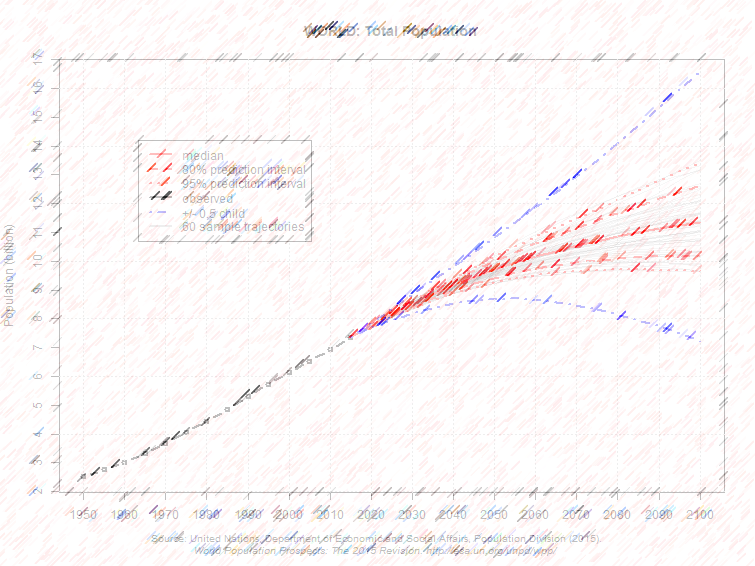 WORLD: Total Population
17
16
15
14
13
12
11
10
9
8
7
6
5
4
3
2
Population (billion)
median
80% prediction interval
95% prediction interval
observed
+/- 0.5 child
60 sample trajectories
1950 1960 1970 1980 1990 2000 2010 2020 2030 2040 2050 2060 2070 2080 2090 2100
Source: United Nations, Department of Economic and Social Affairs, Population Division (2015).
World Population Prospects: The 2015 Revision. http://esa.un.org/unpd/wpp/